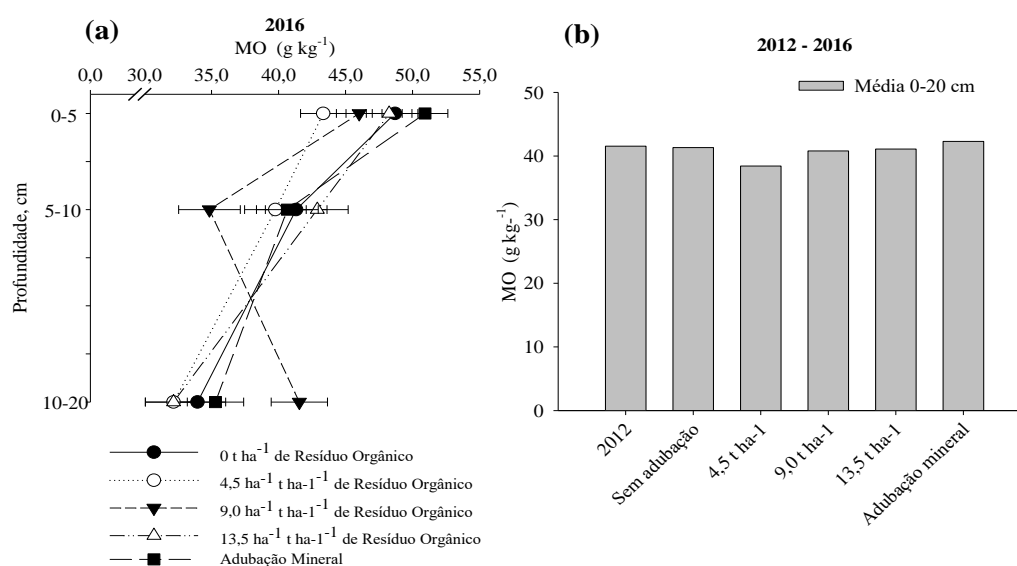 (a)
2016
MO (g kg-1)
0,0 30,0 35,0 40,0 45,0 50,0 55,0
0-5
5-10
10-20
Profundidade, cm
0 t ha-1 de Resíduo Orgânico
4,5 ha-1 t ha-1-1 de Resíduo Orgânico
9,0 ha-1 t ha-1-1 de Resíduo Orgânico
13,5 ha-1 t ha-1-1 de Resíduo Orgânico
Adubação Mineral
(b)
2012 - 2016
Média 0-20 cm
MO (g kg-1)
50
40
30
20
10
0
2012
Sem adubação
4,5 t ha-1
9,0 t ha-1
13,5 t ha-1
Adubação mineral